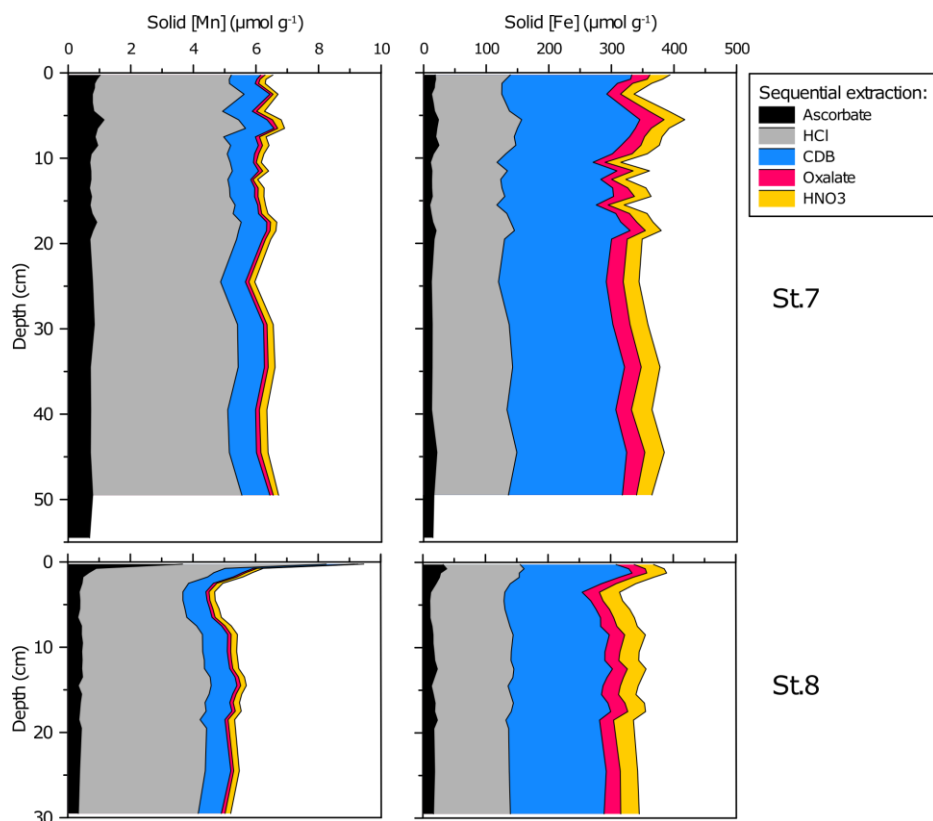 Solid [Mn] (µmol g⁻¹)
Solid [Fe] (µmol g⁻¹)
0 2 4 6 8 10
0 100 200 300 400 500
0
10
20
30
40
50
Depth (cm)
Sequential extraction:
Ascorbate
HCl
CDB
Oxalate
HNO3
St.7
0
10
20
30
Depth (cm)
St.8